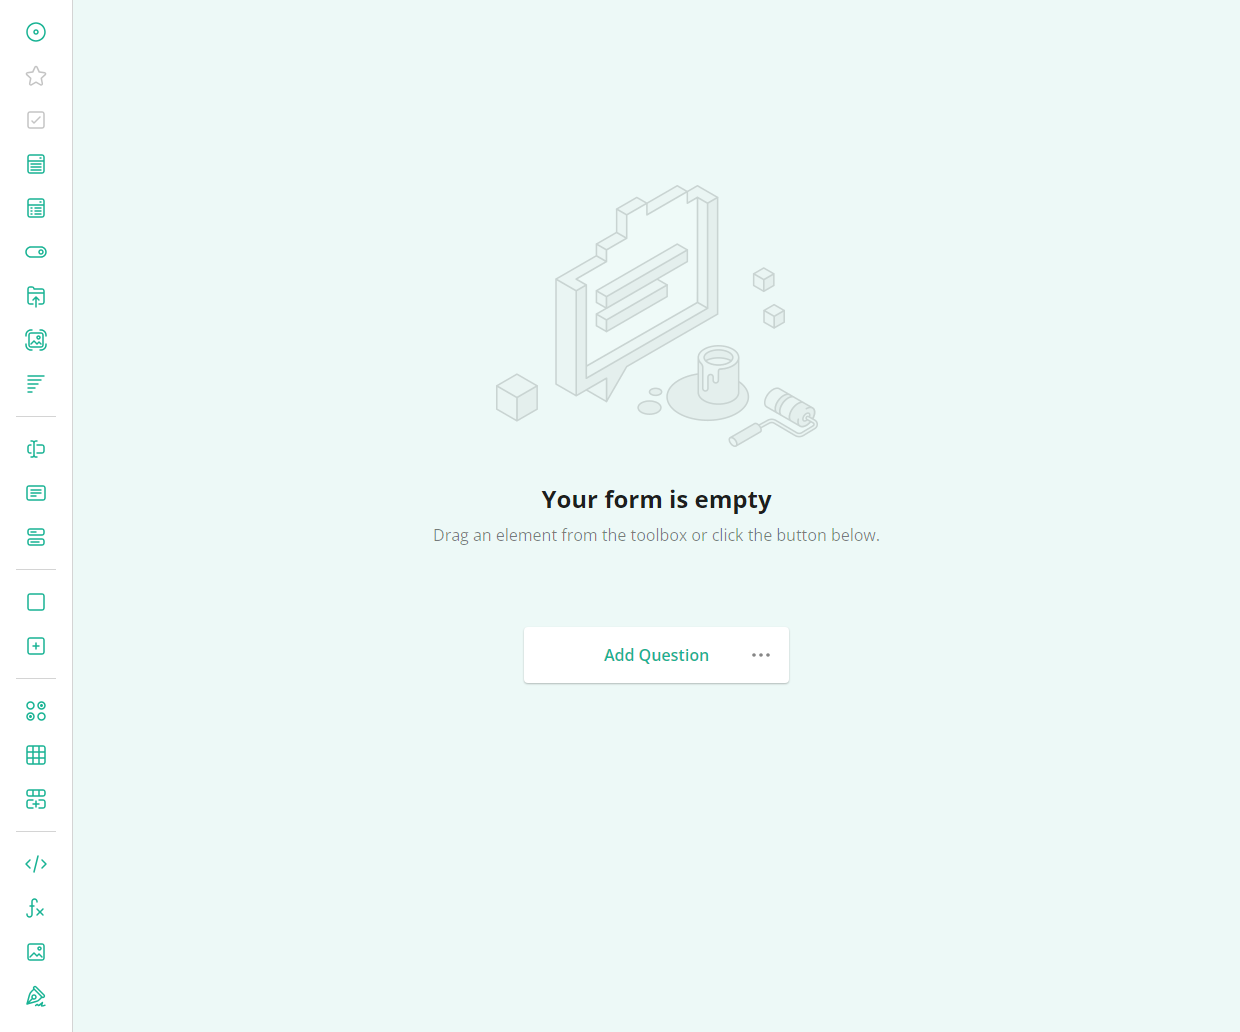 Your form is empty
Drag an element from the toolbox or click the button below.
Add Question